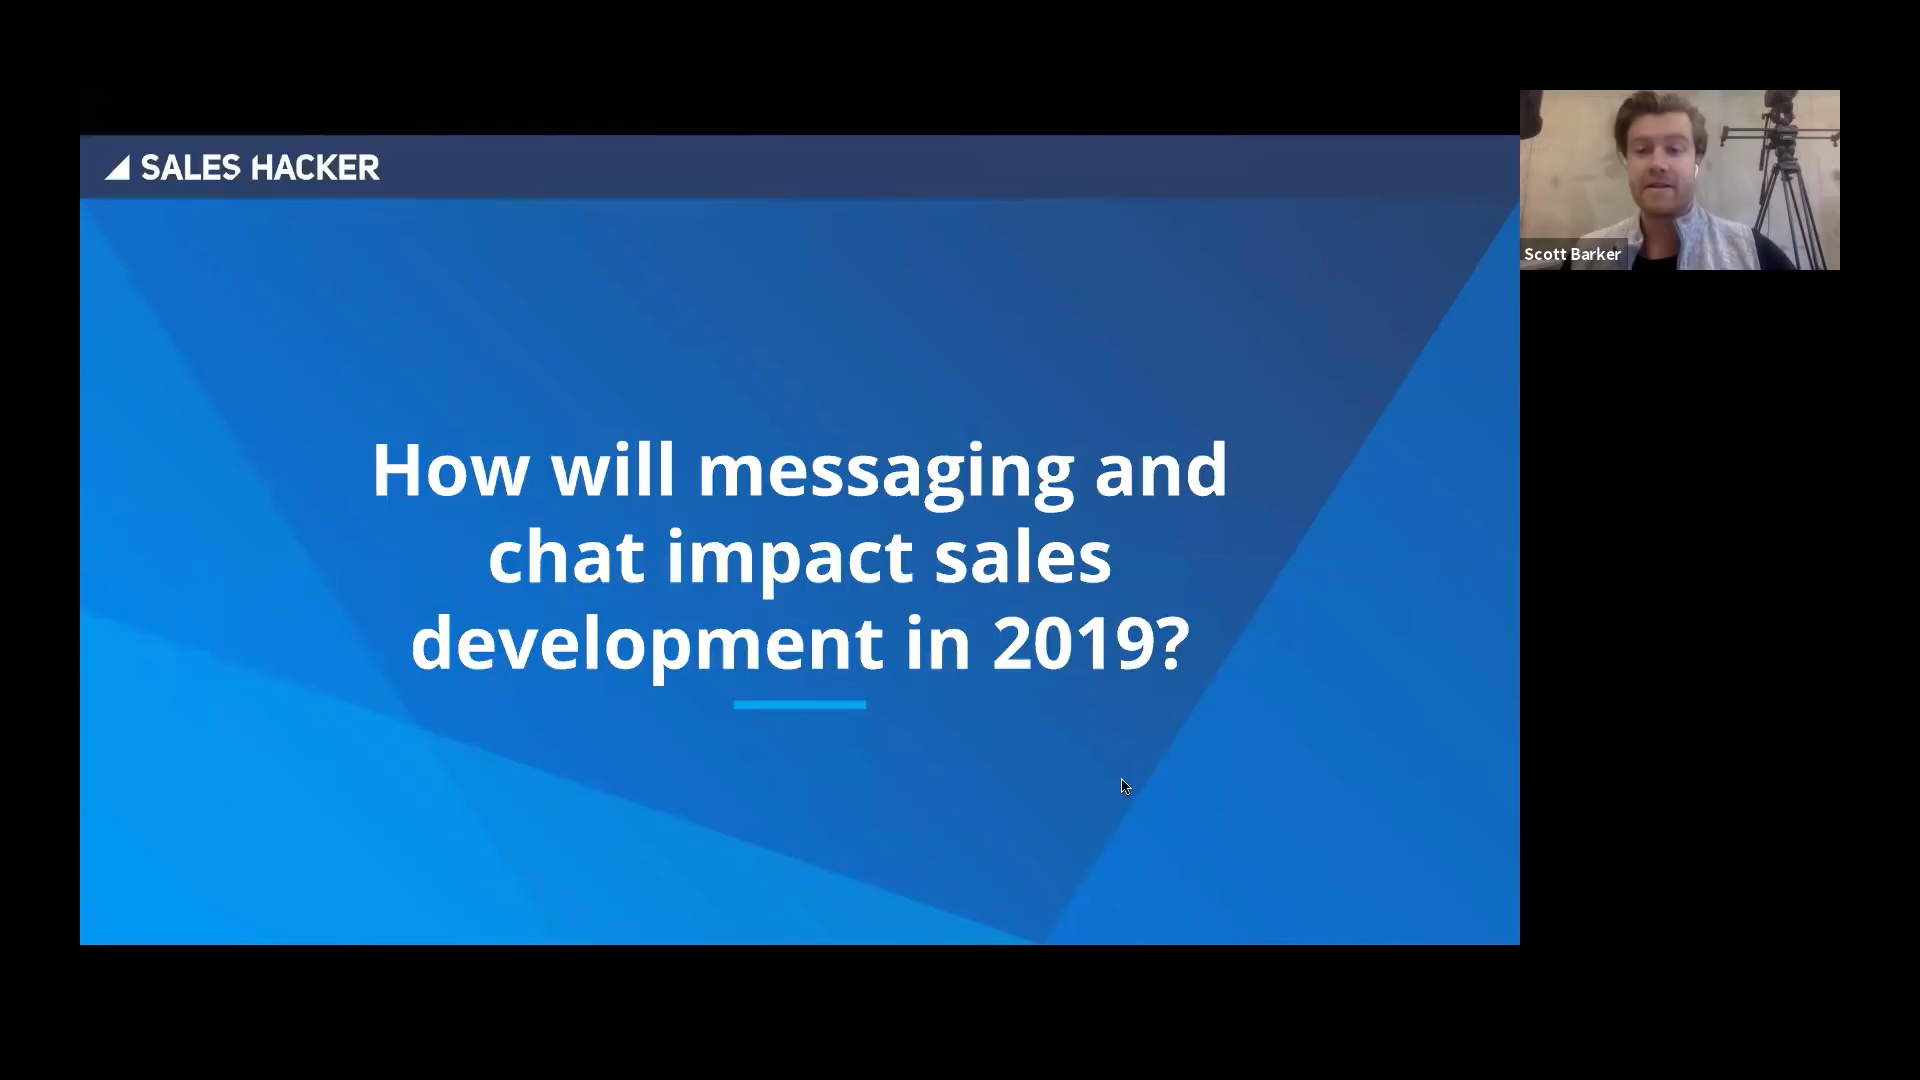 SALES HACKER
Scott Barker
How will messaging and
chat impact sales
development in 2019?